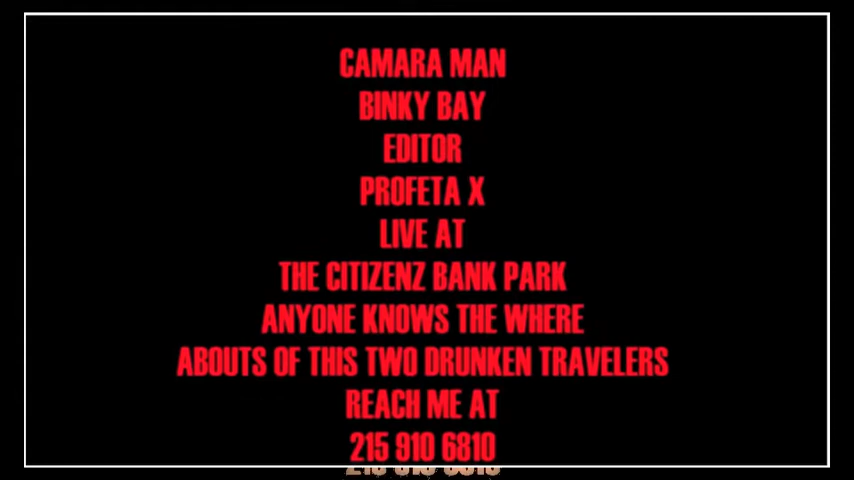 CAMARA MAN
BINKY BAY
EDITOR
PROFETA X
LIVE AT
THE CITIZENZ BANK PARK
ANYONE KNOWS THE WHERE
ABOUTS OF THIS TWO DRUNKEN TRAVELERS
REACH ME AT
215 910 6810